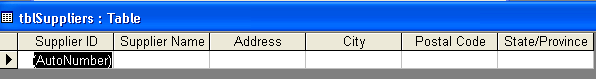 tblSuppliers : Table
Supplier ID Supplier Name Address City Postal Code State/Province
(AutoNumber)